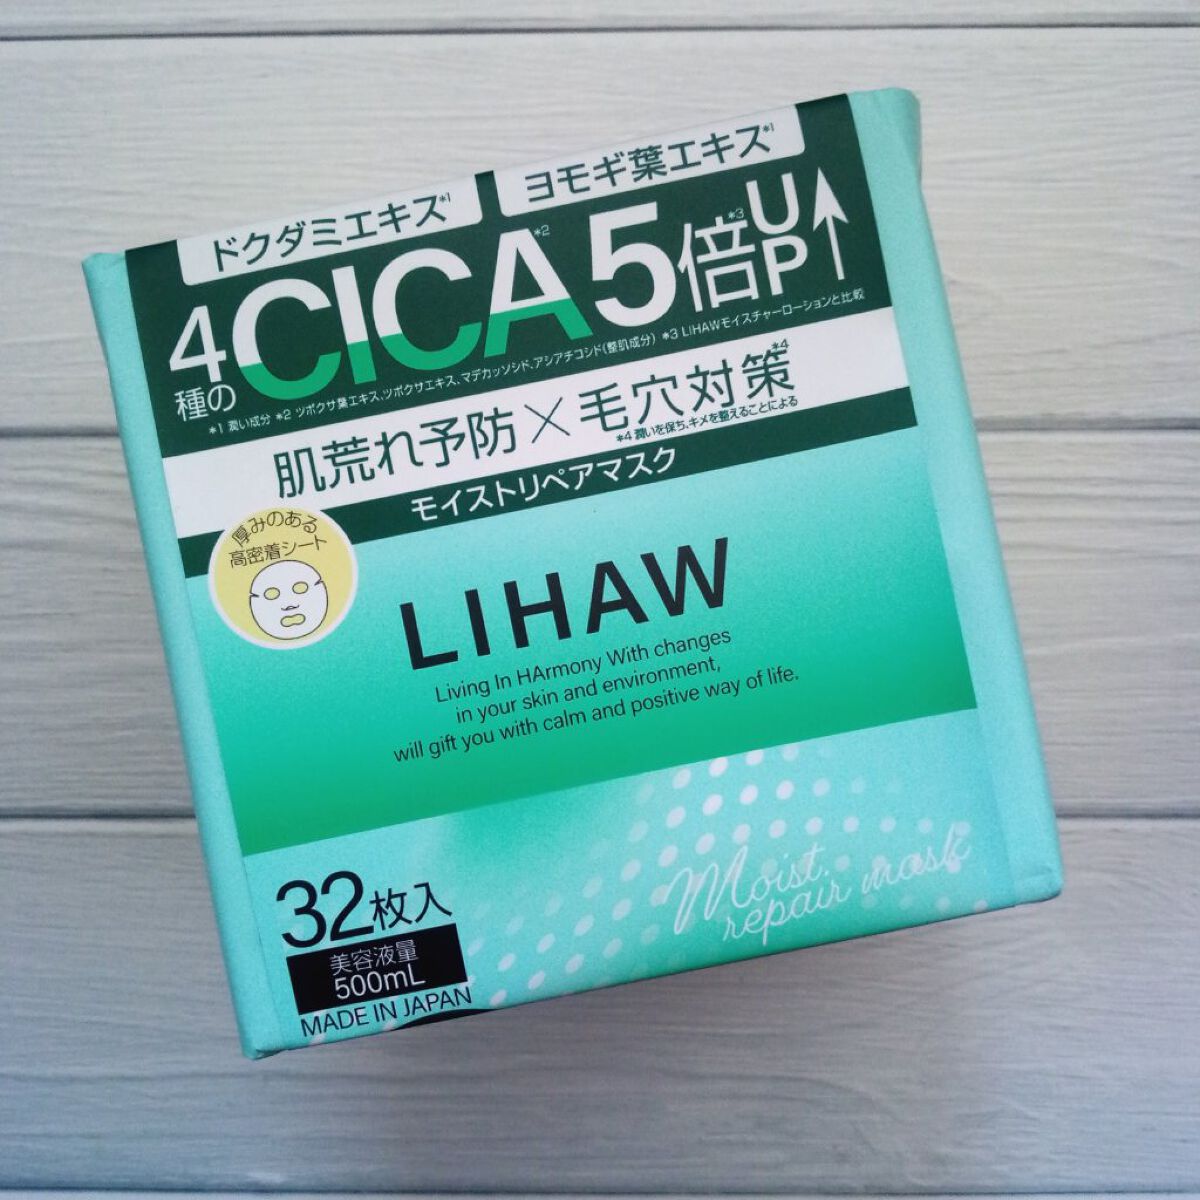 ドクダミエキス*1 ヨモギ葉エキス*1
4種のCICA*2 5倍*3UP↑
*1 潤い成分 *2 ツボクサ葉エキス、ツボクサエキス、マデカッソシド、アシアチコシド(整肌成分) *3 LIHAWモイスチャーローションと比較
肌荒れ予防×毛穴対策*4
*4 潤いを保ち、キメを整えることによる
モイストリペアマスク
厚みのある
高密着シート
LIHAW
Living In HArmony With changes
in your skin and environment,
will gift you with calm and positive way of life.
Moist.
repair mask
32枚入
美容液量
500mL
MADE IN JAPAN